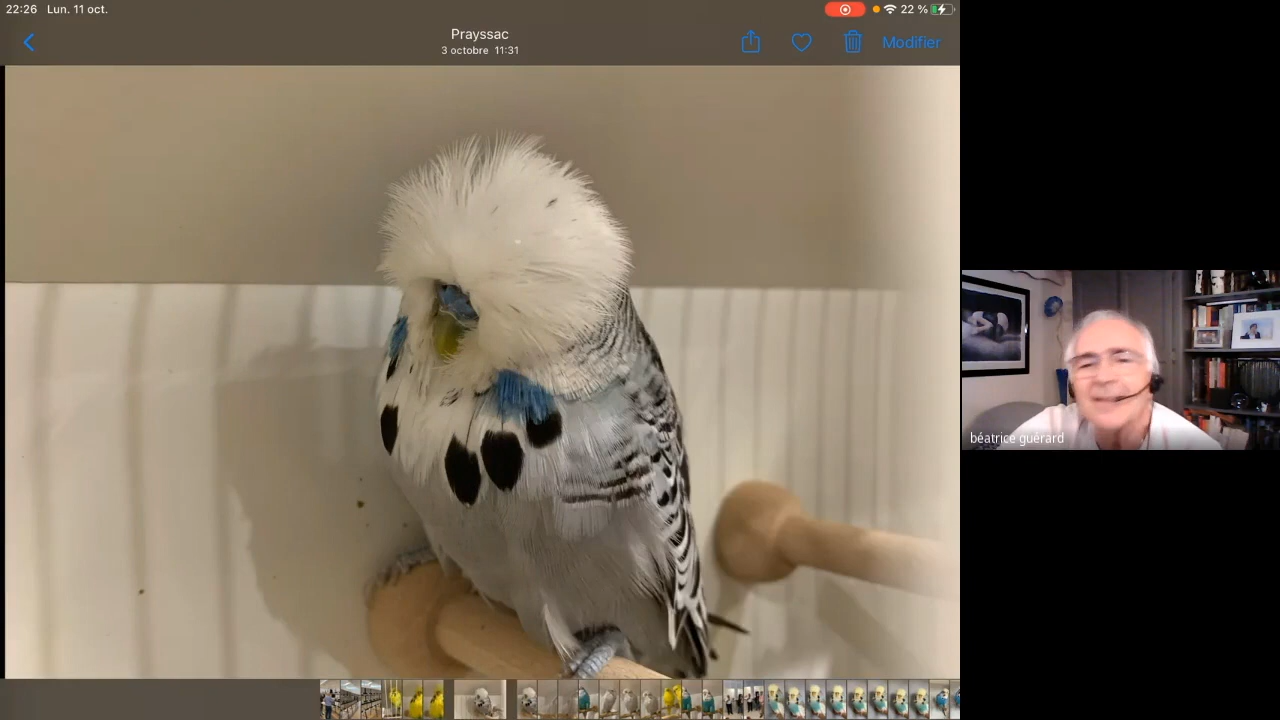 22:26 Lun. 11 oct.
22 %
Prayssac
3 octobre 11:31
Modifier
béatrice guérard